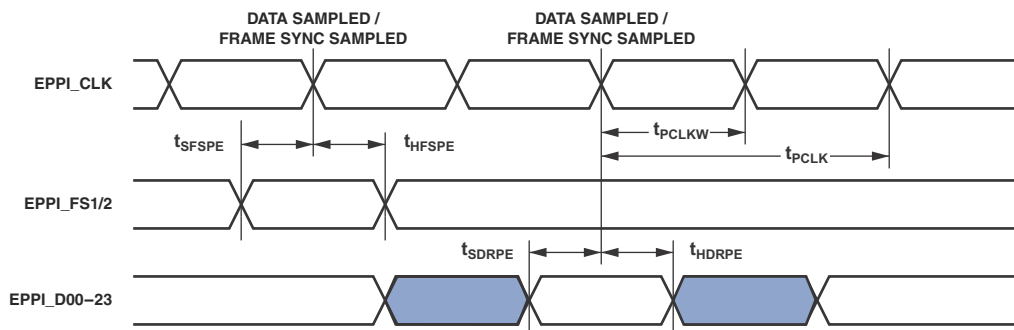 DATA SAMPLED /
FRAME SYNC SAMPLED
DATA SAMPLED /
FRAME SYNC SAMPLED
EPPI_CLK
tSFSPE
tHFSPE
tPCLKW
tPCLK
EPPI_FS1/2
tSDRPE
tHDRPE
EPPI_D00–23